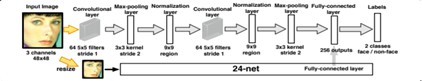 Input Image
Convolutional layer
Max-pooling layer
Normalization layer
Convolutional layer
Normalization layer
Max-pooling layer
Fully-connected layer
Labels
3 channels
48x48
64 5x5 filters
stride 1
3x3 kernel
stride 2
9x9
region
64 5x5 filters
stride 1
9x9
region
3x3 kernel
stride 2
256 outputs
2 classes
face / non-face
resize
24-net
Fully-connected layer